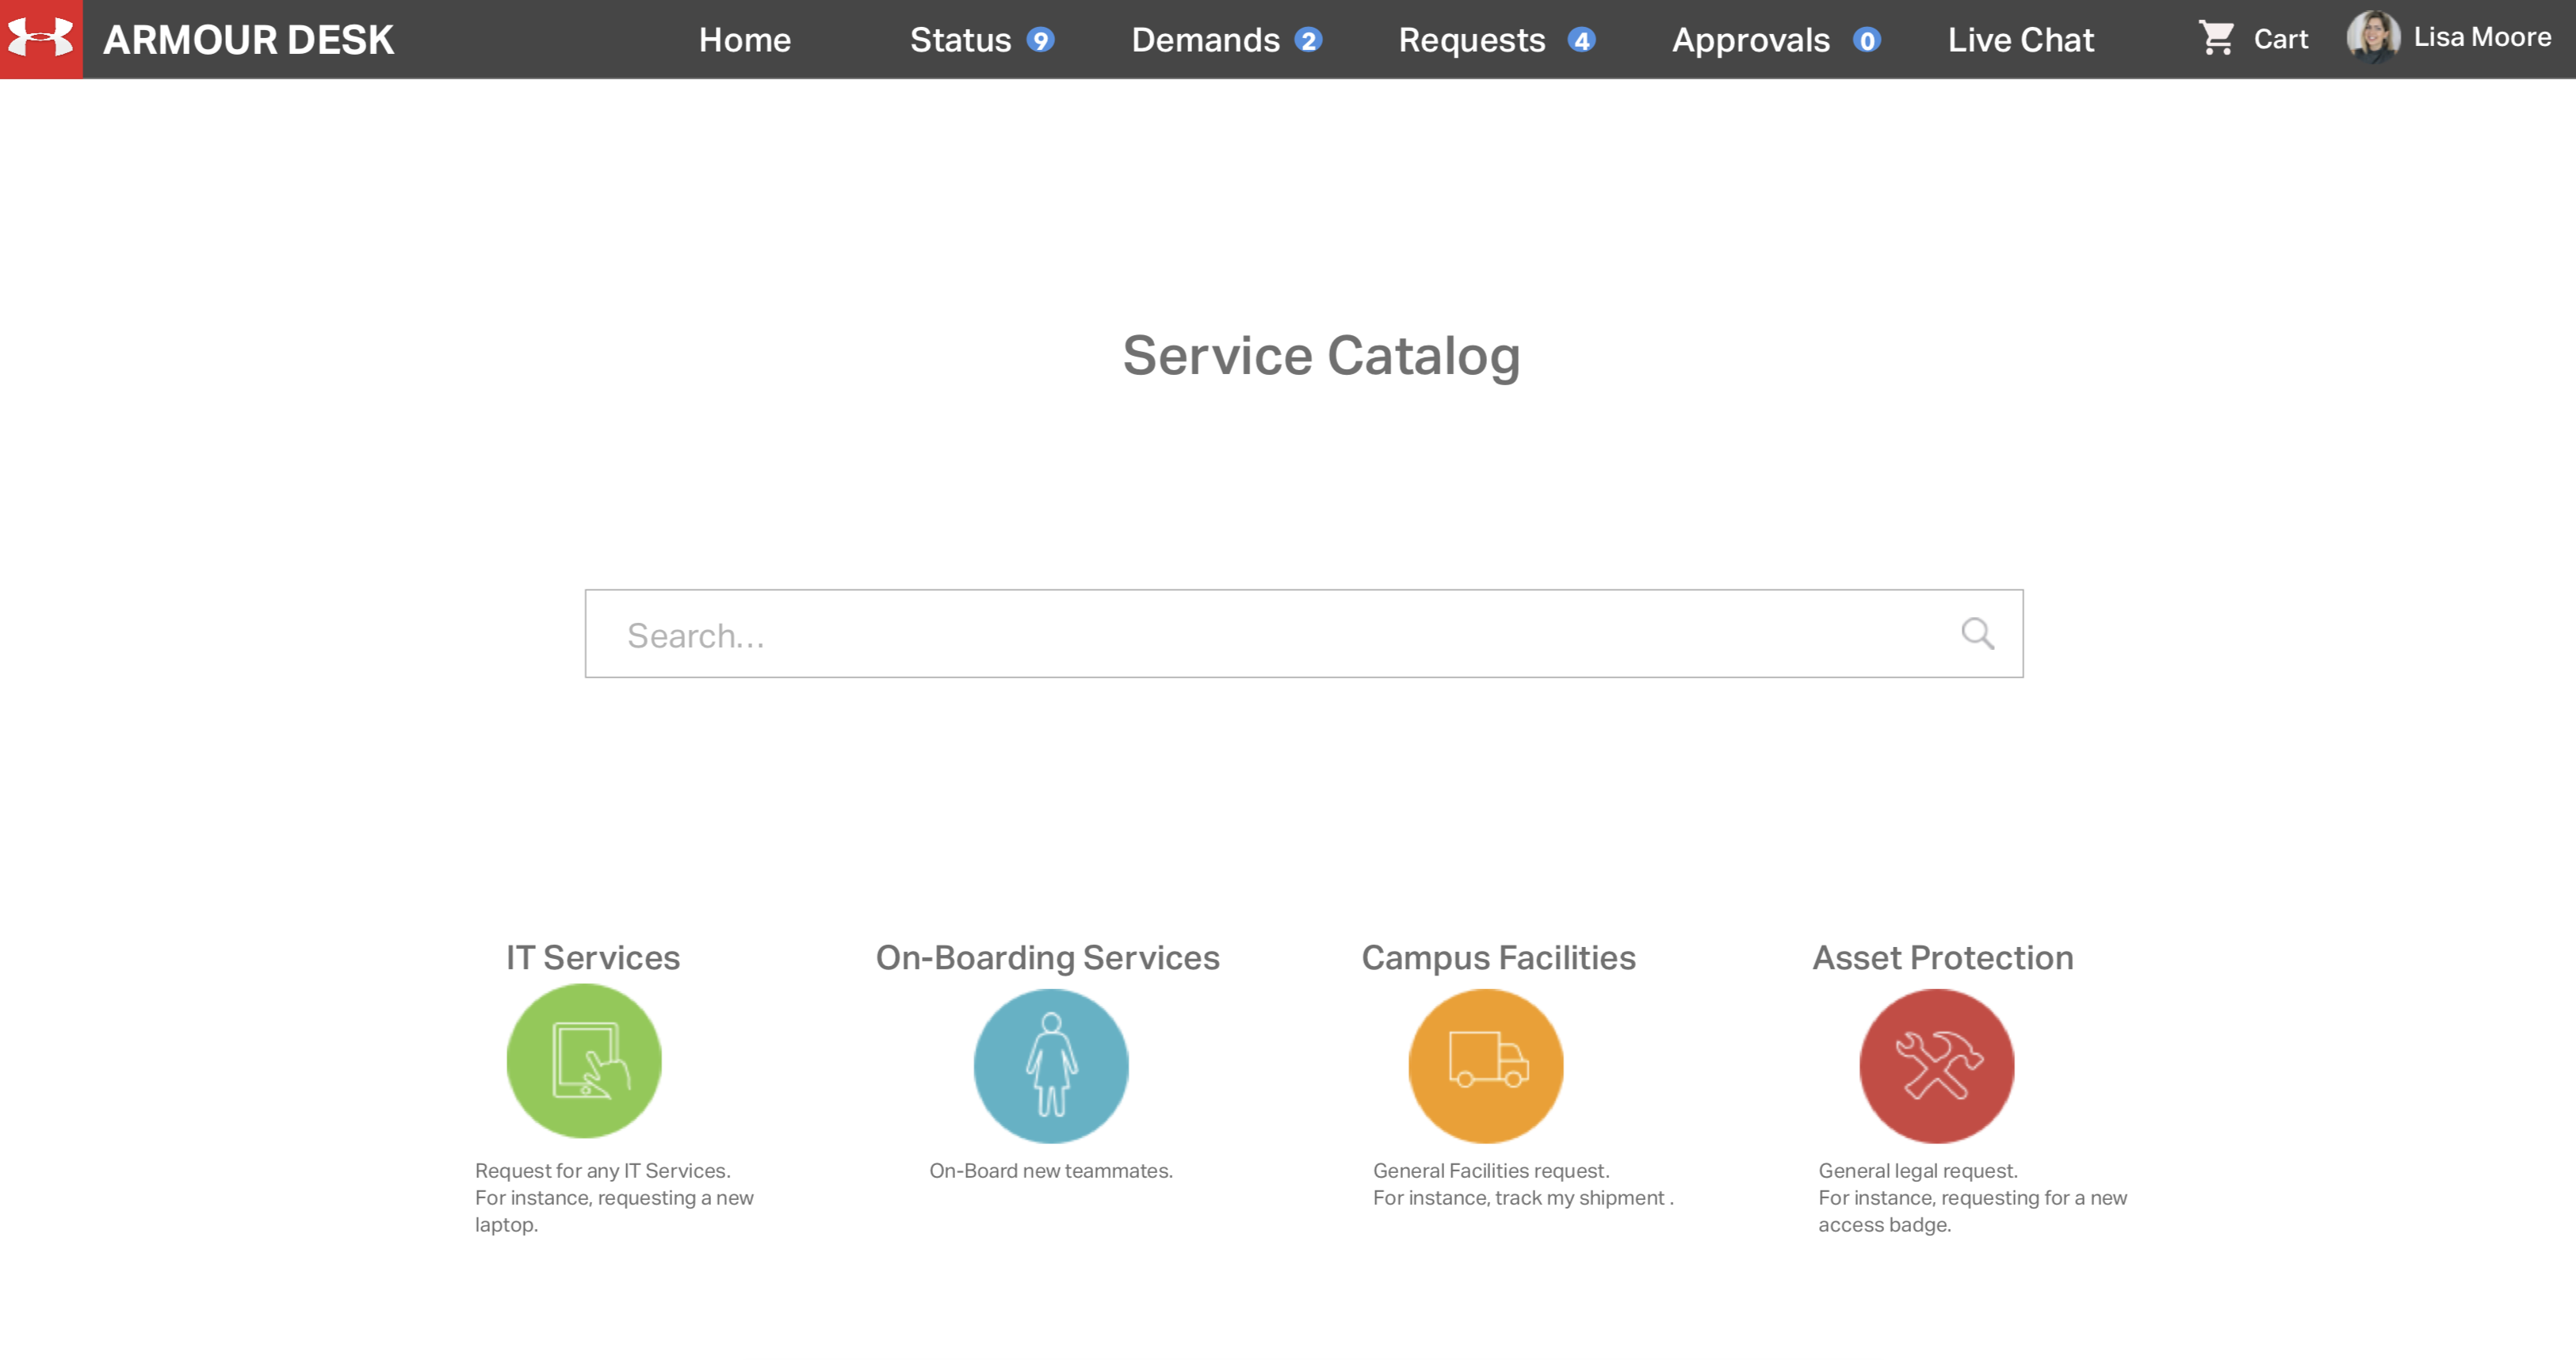 ARMOUR DESK
Home
Status 9
Demands 2
Requests 4
Approvals 0
Live Chat
Cart
Lisa Moore
Service Catalog
Search...
IT Services
On-Boarding Services
Campus Facilities
Asset Protection
Request for any IT Services.
For instance, requesting a new
laptop.
On-Board new teammates.
General Facilities request.
For instance, track my shipment .
General legal request.
For instance, requesting for a new
access badge.